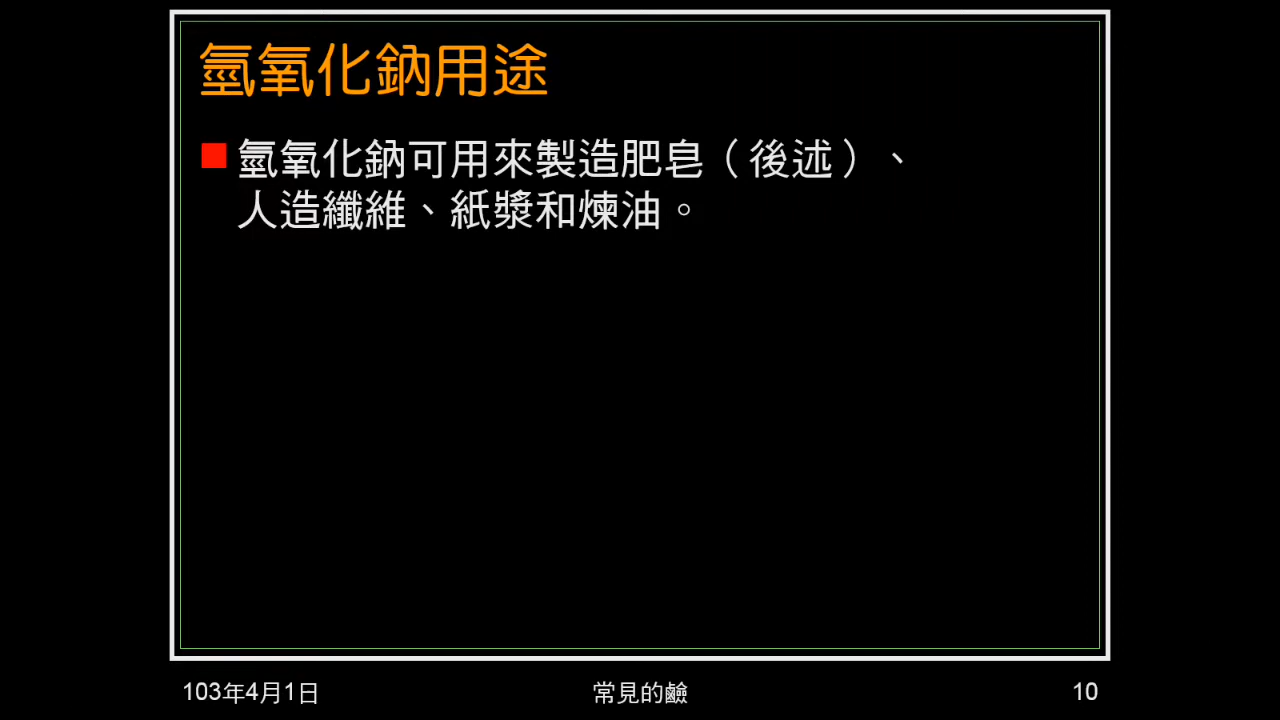 氫氧化鈉用途
氫氧化鈉可用來製造肥皂（後述）、
人造纖維、紙漿和煉油。
103年4月1日
常見的鹼
10